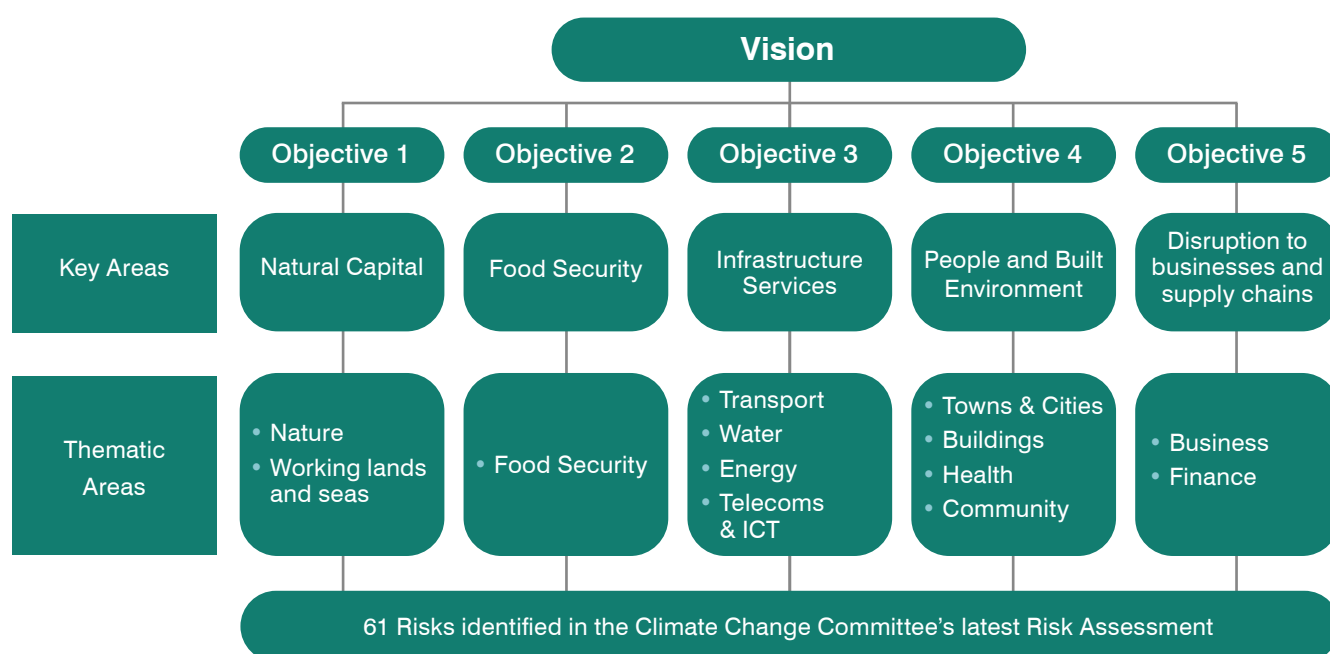 Vision
Objective 1
Objective 2
Objective 3
Objective 4
Objective 5
Key Areas
Natural Capital
Food Security
Infrastructure
Services
People and Built
Environment
Disruption to
businesses and
supply chains
Thematic
Areas
• Nature
• Working lands
and seas
• Food Security
• Transport
• Water
• Energy
• Telecoms
& ICT
• Towns & Cities
• Buildings
• Health
• Community
• Business
• Finance
61 Risks identified in the Climate Change Committee’s latest Risk Assessment